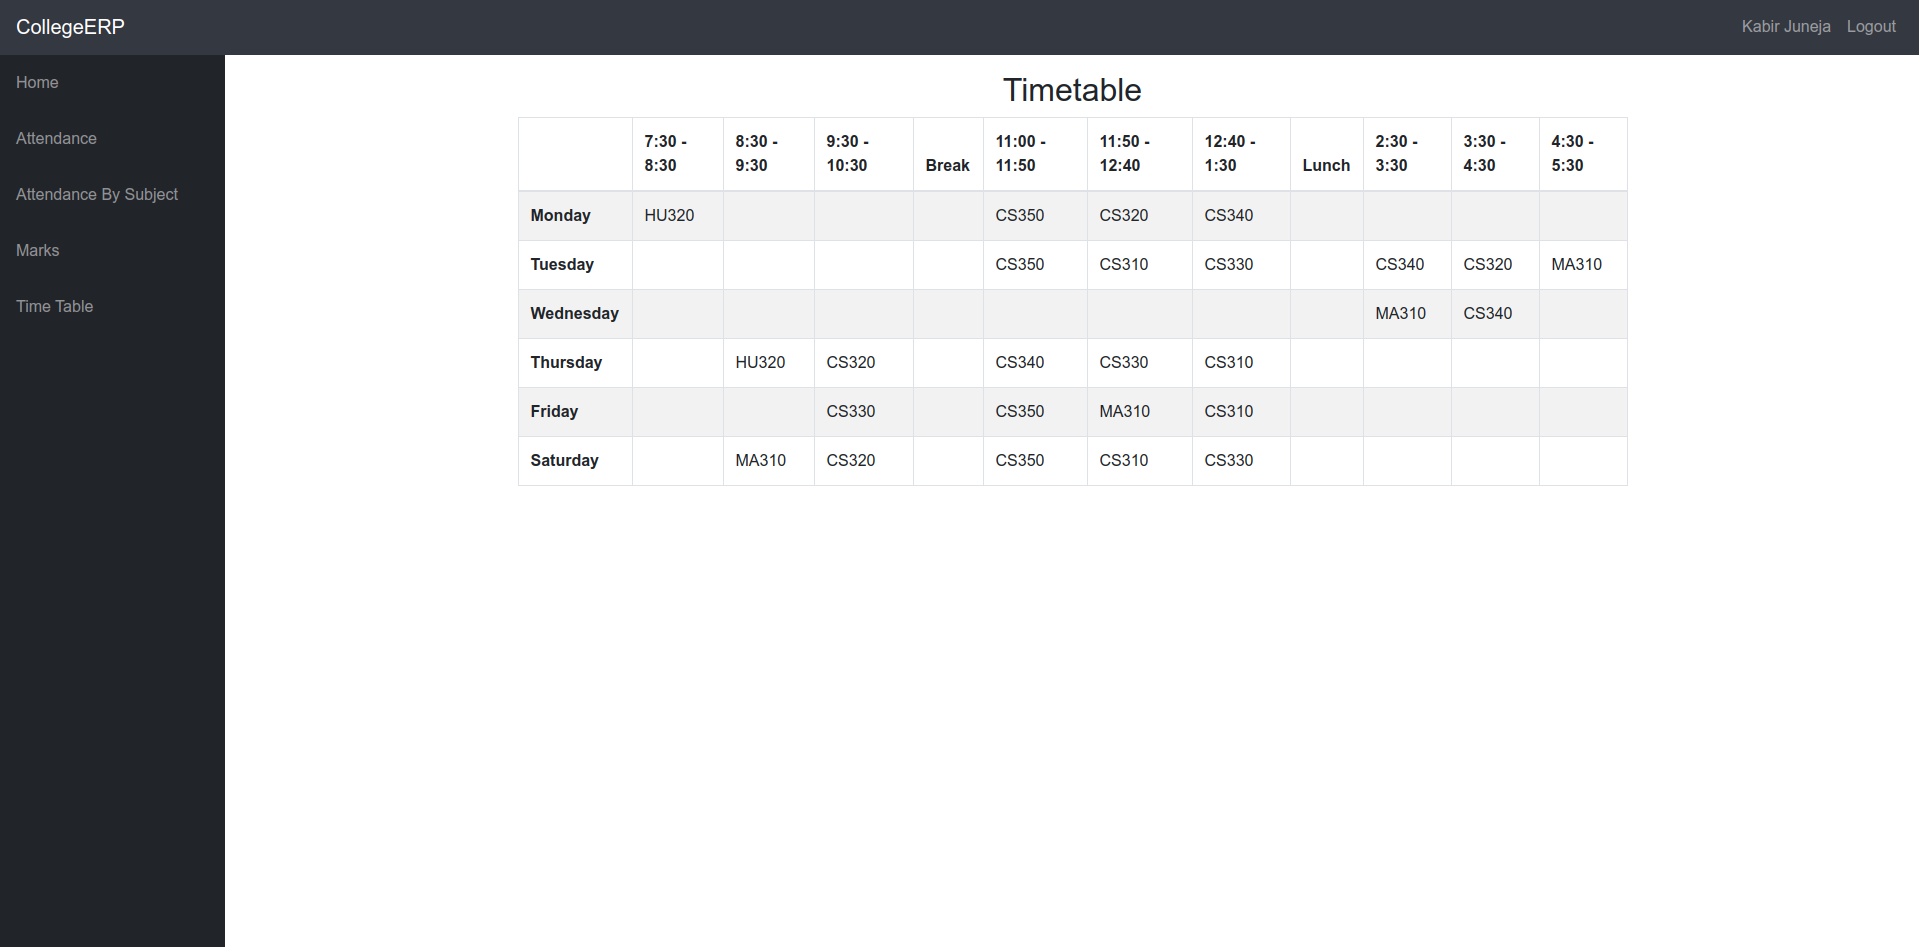 CollegeERP
Kabir Juneja Logout
Home
Attendance
Attendance By Subject
Marks
Time Table
Timetable
7:30 - 8:30 9:30 - 10:30 Break 11:00 - 11:50 11:50 - 12:40 12:40 - 1:30 Lunch 2:30 - 3:30 3:30 - 4:30 4:30 - 5:30
Monday HU320 CS350 CS320 CS340
Tuesday CS350 CS310 CS330 CS340 CS320 MA310
Wednesday MA310 CS340
Thursday HU320 CS320 CS340 CS330 CS310
Friday CS330 CS350 MA310 CS310
Saturday MA310 CS320 CS350 CS310 CS330